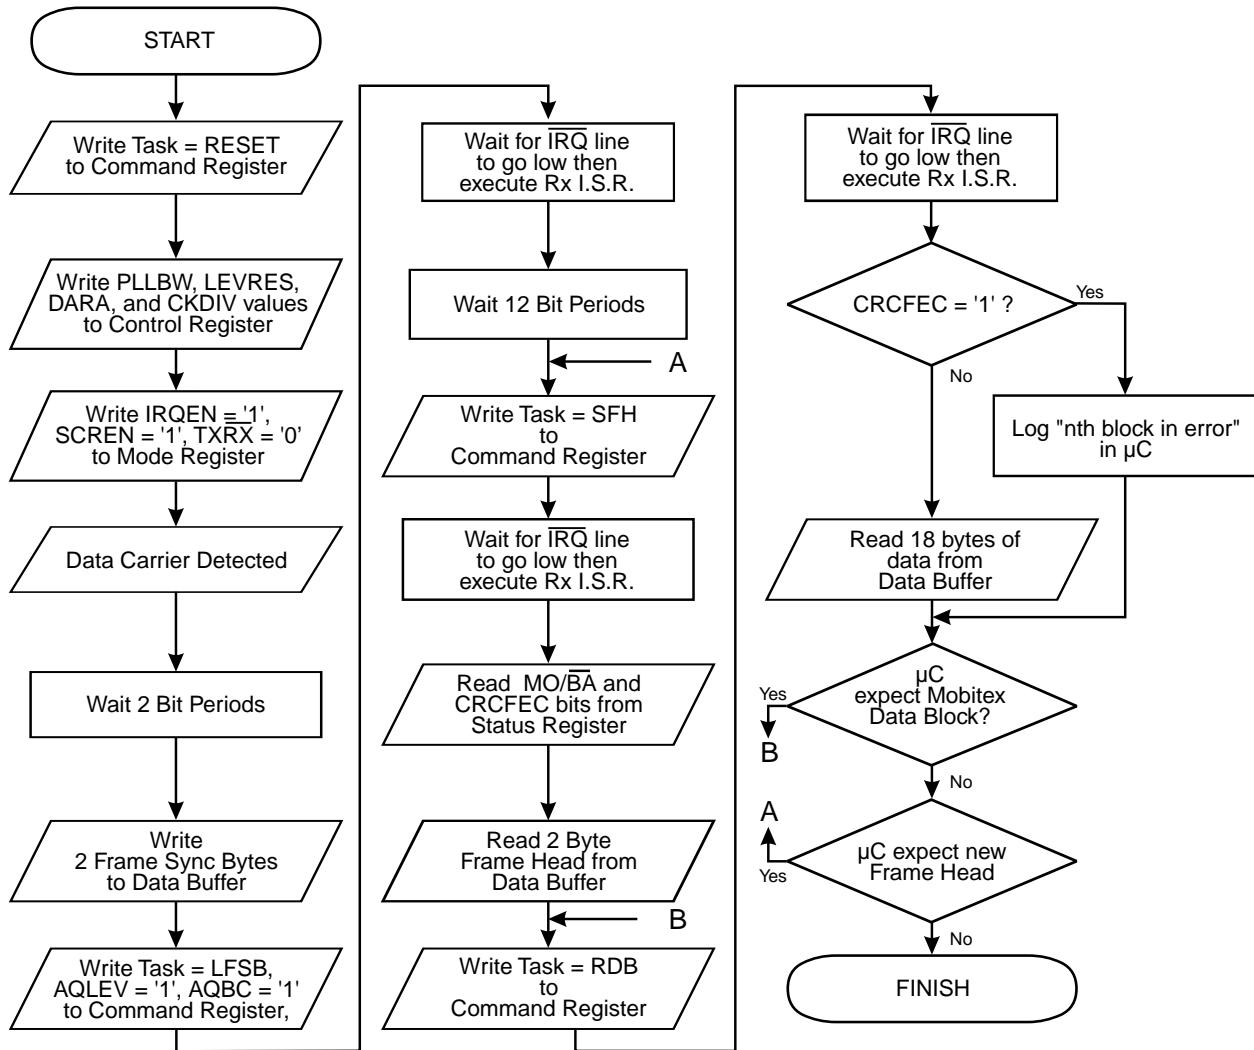 START
Write Task = RESET
to Command Register
Write PLLBW, LEVRES,
DARA, and CKDIV values
to Control Register
Write IRQEN = '1',
SCREN = '1', TXR̅X̅ = '0'
to Mode Register
Data Carrier Detected
Wait 2 Bit Periods
Write
2 Frame Sync Bytes
to Data Buffer
Write Task = LFSB,
AQLEV = '1', AQBC = '1'
to Command Register,
Wait for I̅R̅Q̅ line
to go low then
execute Rx I.S.R.
Wait 12 Bit Periods
A
Write Task = SFH
to
Command Register
Wait for I̅R̅Q̅ line
to go low then
execute Rx I.S.R.
Read MO/B̅A̅ and
CRCFEC bits from
Status Register
Read 2 Byte
Frame Head from
Data Buffer
B
Write Task = RDB
to
Command Register
Wait for I̅R̅Q̅ line
to go low then
execute Rx I.S.R.
CRCFEC = '1' ?
Yes
No
Log "nth block in error"
in µC
Read 18 bytes of
data from
Data Buffer
µC
expect Mobitex
Data Block?
Yes
B
No
A
µC expect new
Frame Head
Yes
No
FINISH